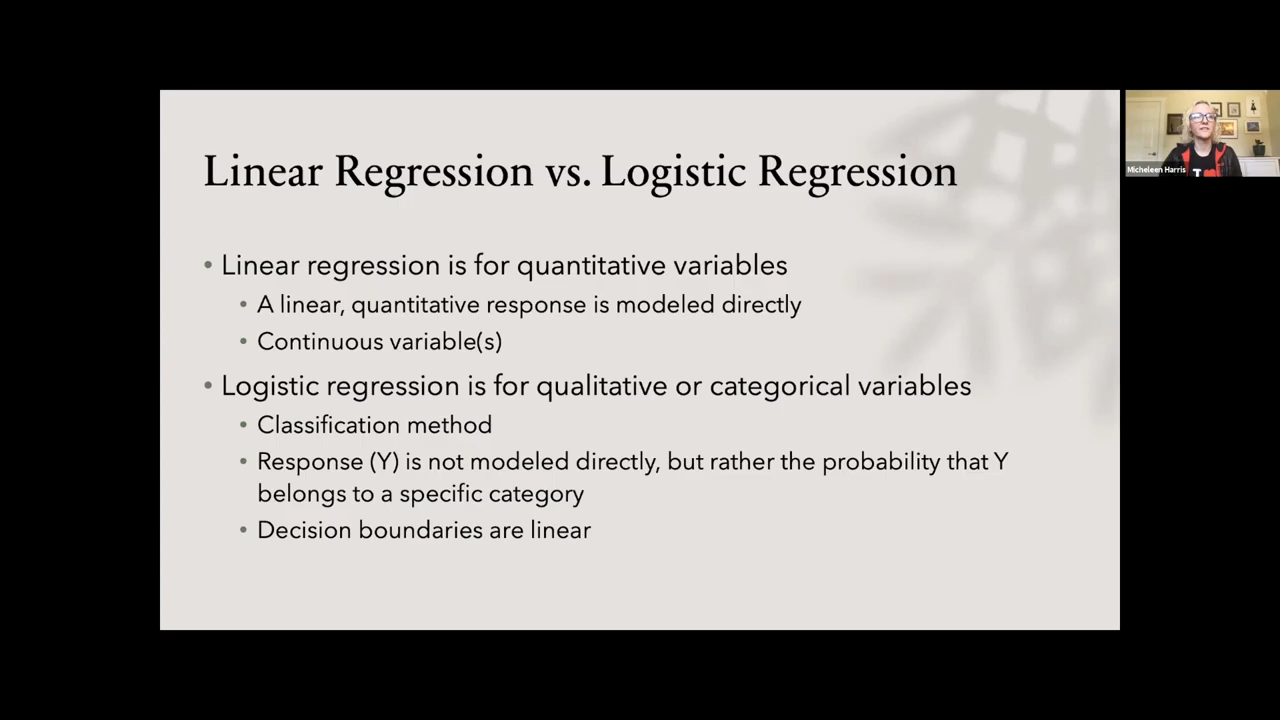 Linear Regression vs. Logistic Regression
• Linear regression is for quantitative variables
• A linear, quantitative response is modeled directly
• Continuous variable(s)
• Logistic regression is for qualitative or categorical variables
• Classification method
• Response (Y) is not modeled directly, but rather the probability that Y
belongs to a specific category
• Decision boundaries are linear
Micheleen Harris